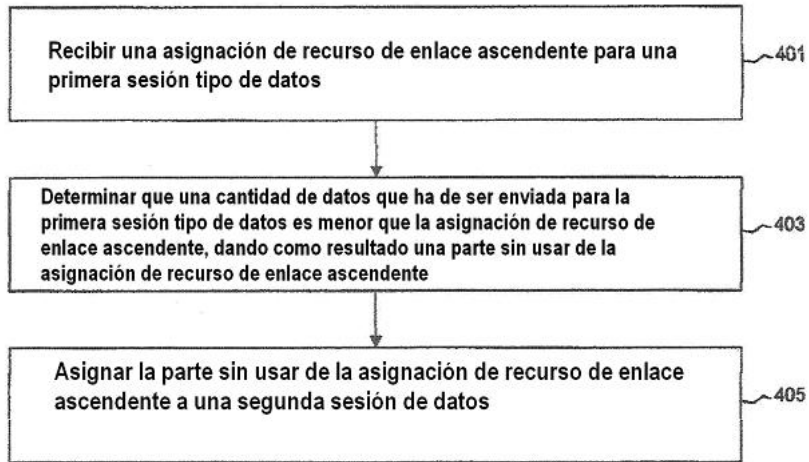 Recibir una asignación de recurso de enlace ascendente para una
primera sesión tipo de datos
401
Determinar que una cantidad de datos que ha de ser enviada para la
primera sesión tipo de datos es menor que la asignación de recurso de
enlace ascendente, dando como resultado una parte sin usar de la
asignación de recurso de enlace ascendente
403
Asignar la parte sin usar de la asignación de recurso de enlace
ascendente a una segunda sesión de datos
405